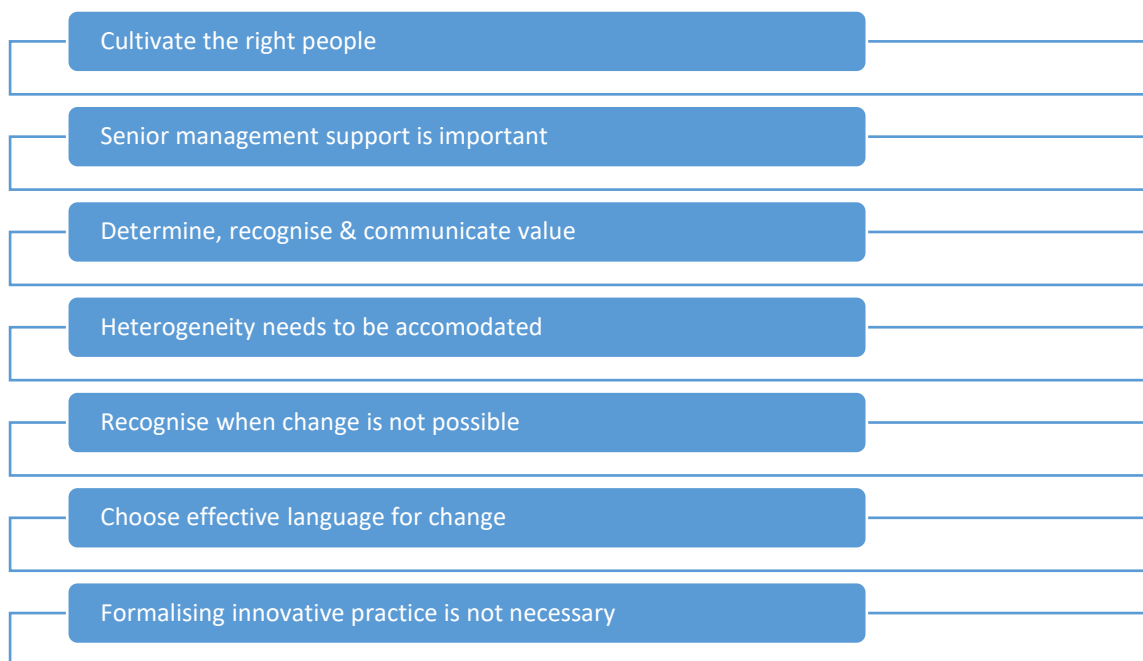 Cultivate the right people
Senior management support is important
Determine, recognise & communicate value
Heterogeneity needs to be accomodated
Recognise when change is not possible
Choose effective language for change
Formalising innovative practice is not necessary